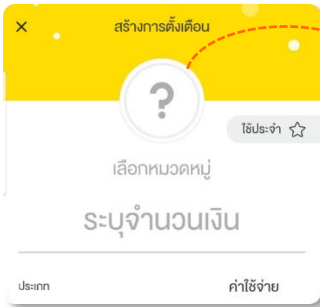 × สร้างการตั้งเตือน
?
ใช้ประจำ ☆
เลือกหมวดหมู่
ระบุจำนวนเงิน
ประเภท ค่าใช้จ่าย